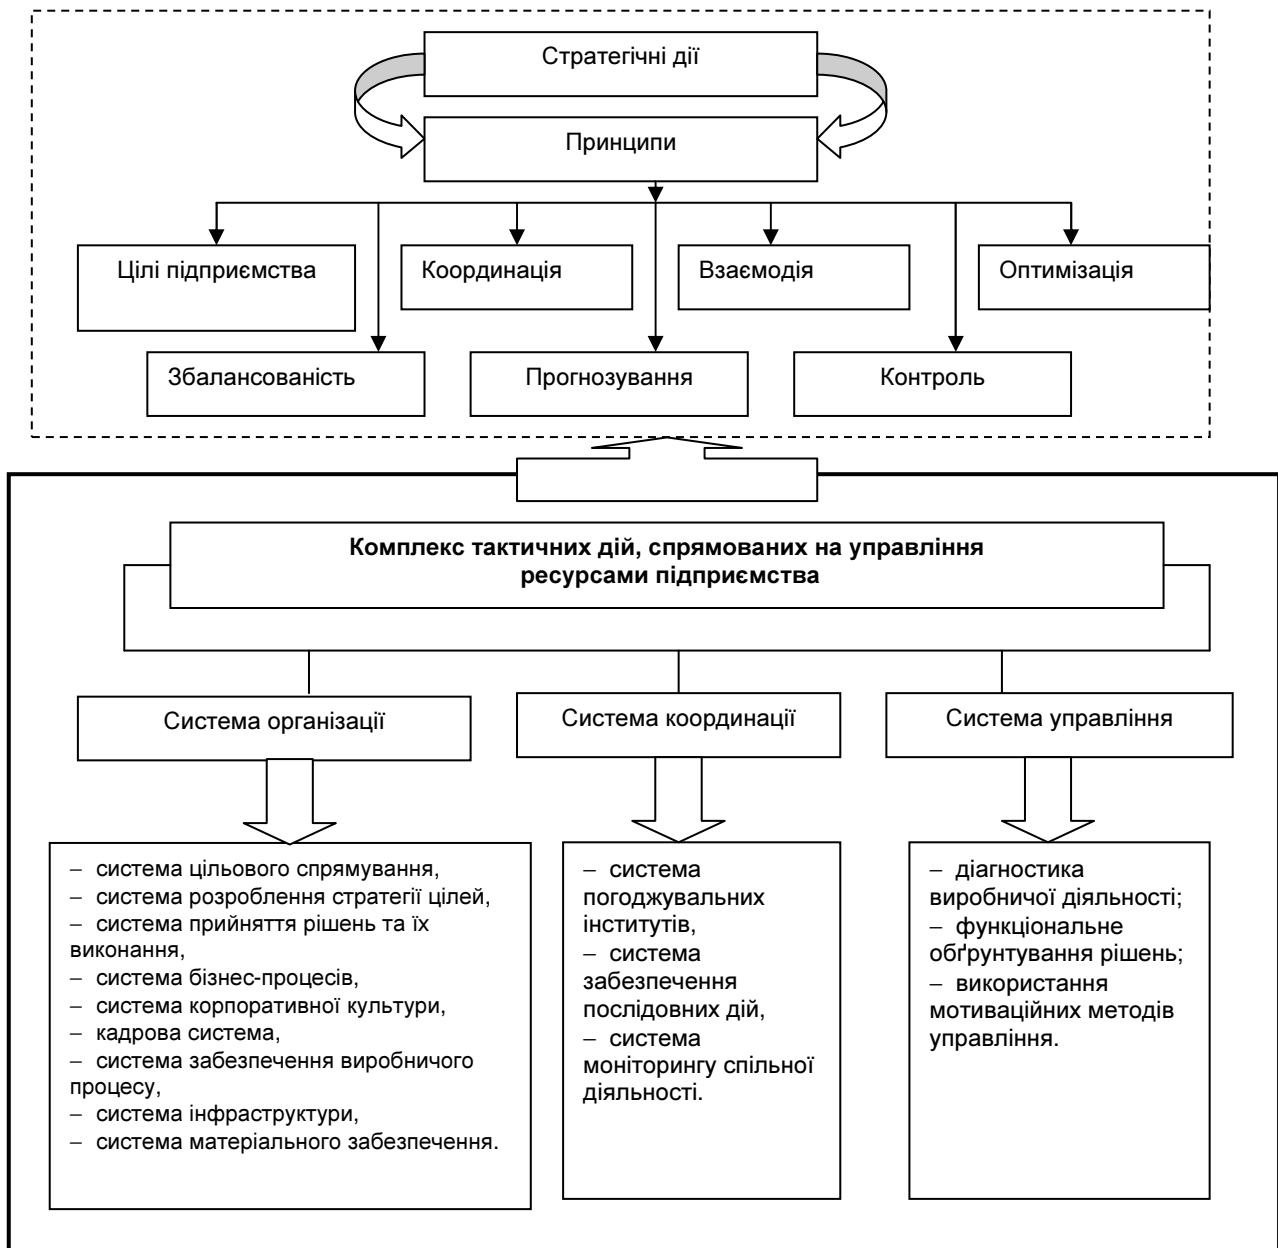 Стратегічні дії
Принципи
Цілі підприємства
Координація
Взаємодія
Оптимізація
Збалансованість
Прогнозування
Контроль
Комплекс тактичних дій, спрямованих на управління
ресурсами підприємства
Система організації
Система координації
Система управління
– система цільового спрямування,
– система розроблення стратегії цілей,
– система прийняття рішень та їх
виконання,
– система бізнес-процесів,
– система корпоративної культури,
– кадрова система,
– система забезпечення виробничого
процесу,
– система інфраструктури,
– система матеріального забезпечення.
– система
погоджувальних
інститутів,
– система
забезпечення
послідовних дій,
– система
моніторингу спільної
діяльності.
– діагностика
виробничої діяльності;
– функціональне
обґрунтування рішень;
– використання
мотиваційних методів
управління.